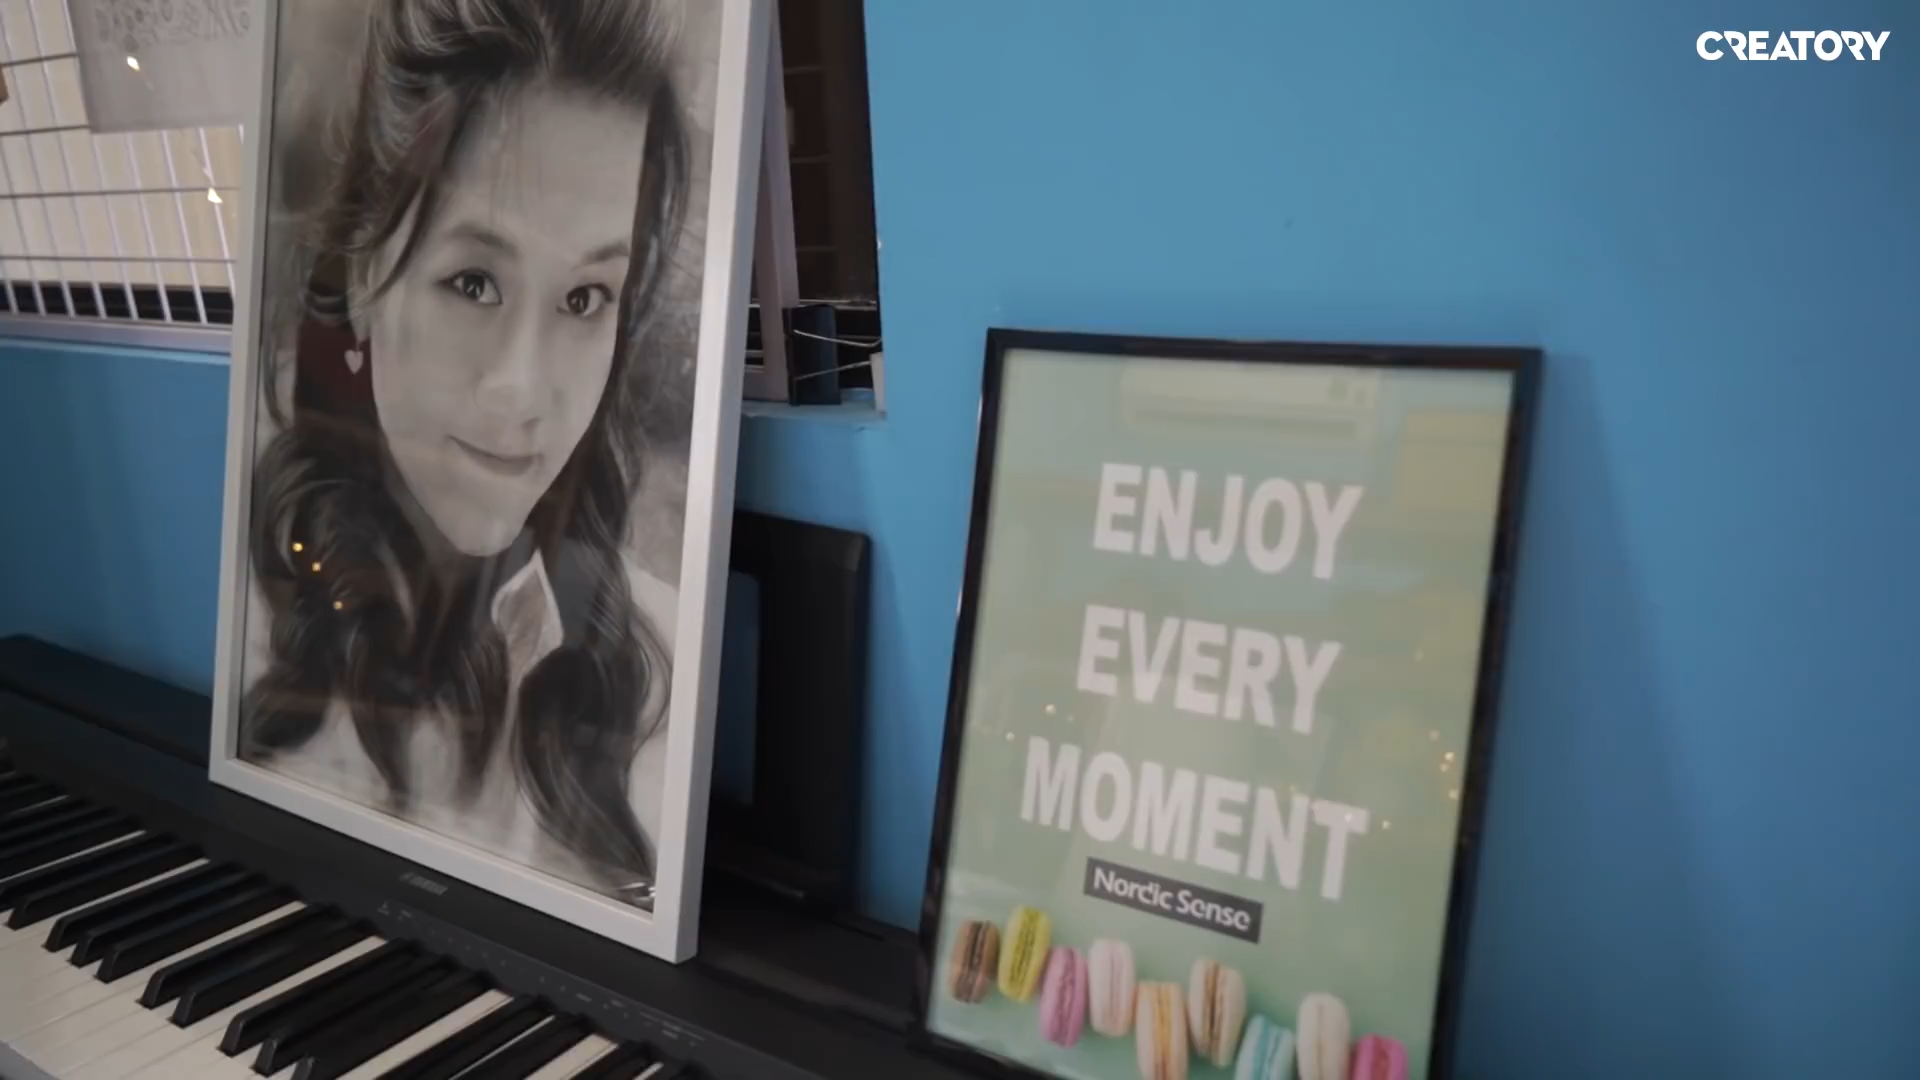 CREATORY
ENJOY
EVERY
MOMENT
Nordic Sense
YAMAHA